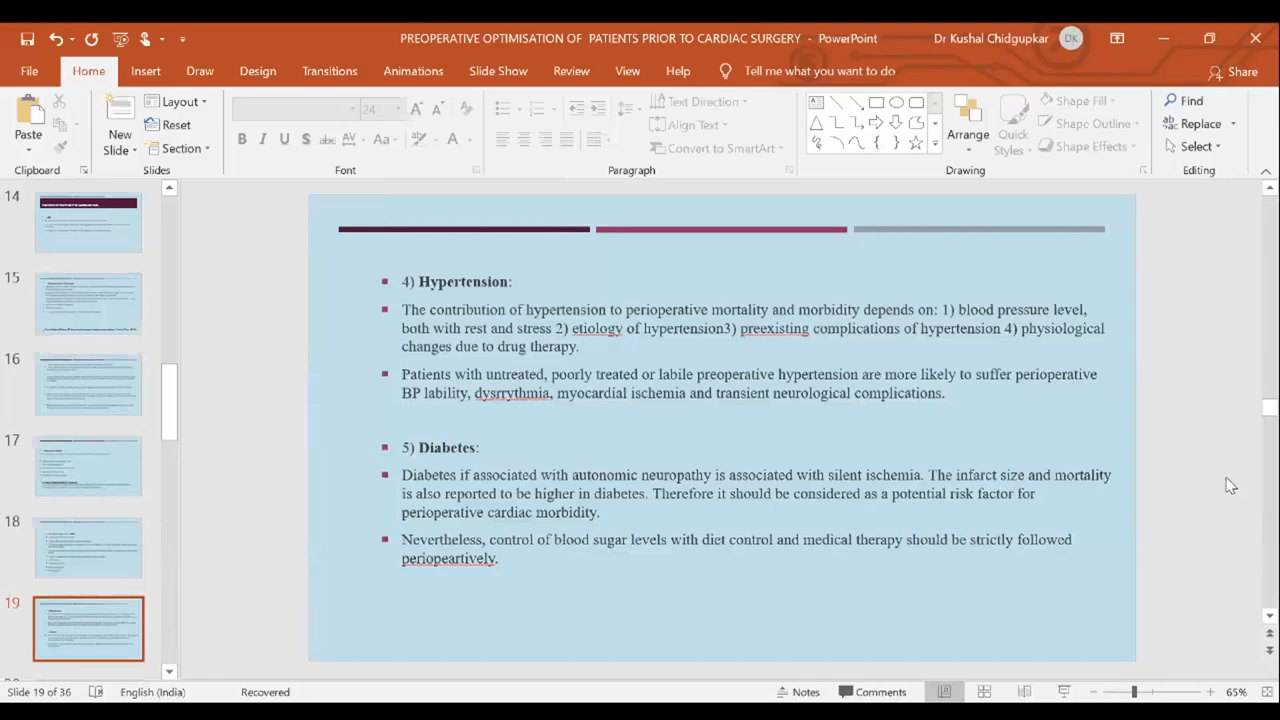 PREOPERATIVE OPTIMISATION OF PATIENTS PRIOR TO CARDIAC SURGERY - PowerPoint
Dr Kushal Chidgupkar
DK
File
Home
Insert
Draw
Design
Transitions
Animations
Slide Show
Review
View
Help
Tell me what you want to do
Share
Paste
New
Slide
Layout
Reset
Section
24
B I U S abc AV Aa A
Text Direction
Align Text
Convert to SmartArt
Arrange
Quick
Styles
Shape Fill
Shape Outline
Shape Effects
Find
Replace
Select
Clipboard
Slides
Font
Paragraph
Drawing
Editing
14
15
16
17
18
19
4) Hypertension:
The contribution of hypertension to perioperative mortality and morbidity depends on: 1) blood pressure level,
both with rest and stress 2) etiology of hypertension3) preexisting complications of hypertension 4) physiological
changes due to drug therapy.
Patients with untreated, poorly treated or labile preoperative hypertension are more likely to suffer perioperative
BP lability, dysrrythmia, myocardial ischemia and transient neurological complications.
5) Diabetes:
Diabetes if associated with autonomic neuropathy is associated with silent ischemia. The infarct size and mortality
is also reported to be higher in diabetes. Therefore it should be considered as a potential risk factor for
perioperative cardiac morbidity.
Nevertheless, control of blood sugar levels with diet control and medical therapy should be strictly followed
periopeartively.
Slide 19 of 36
English (India)
Recovered
Notes
Comments
65%